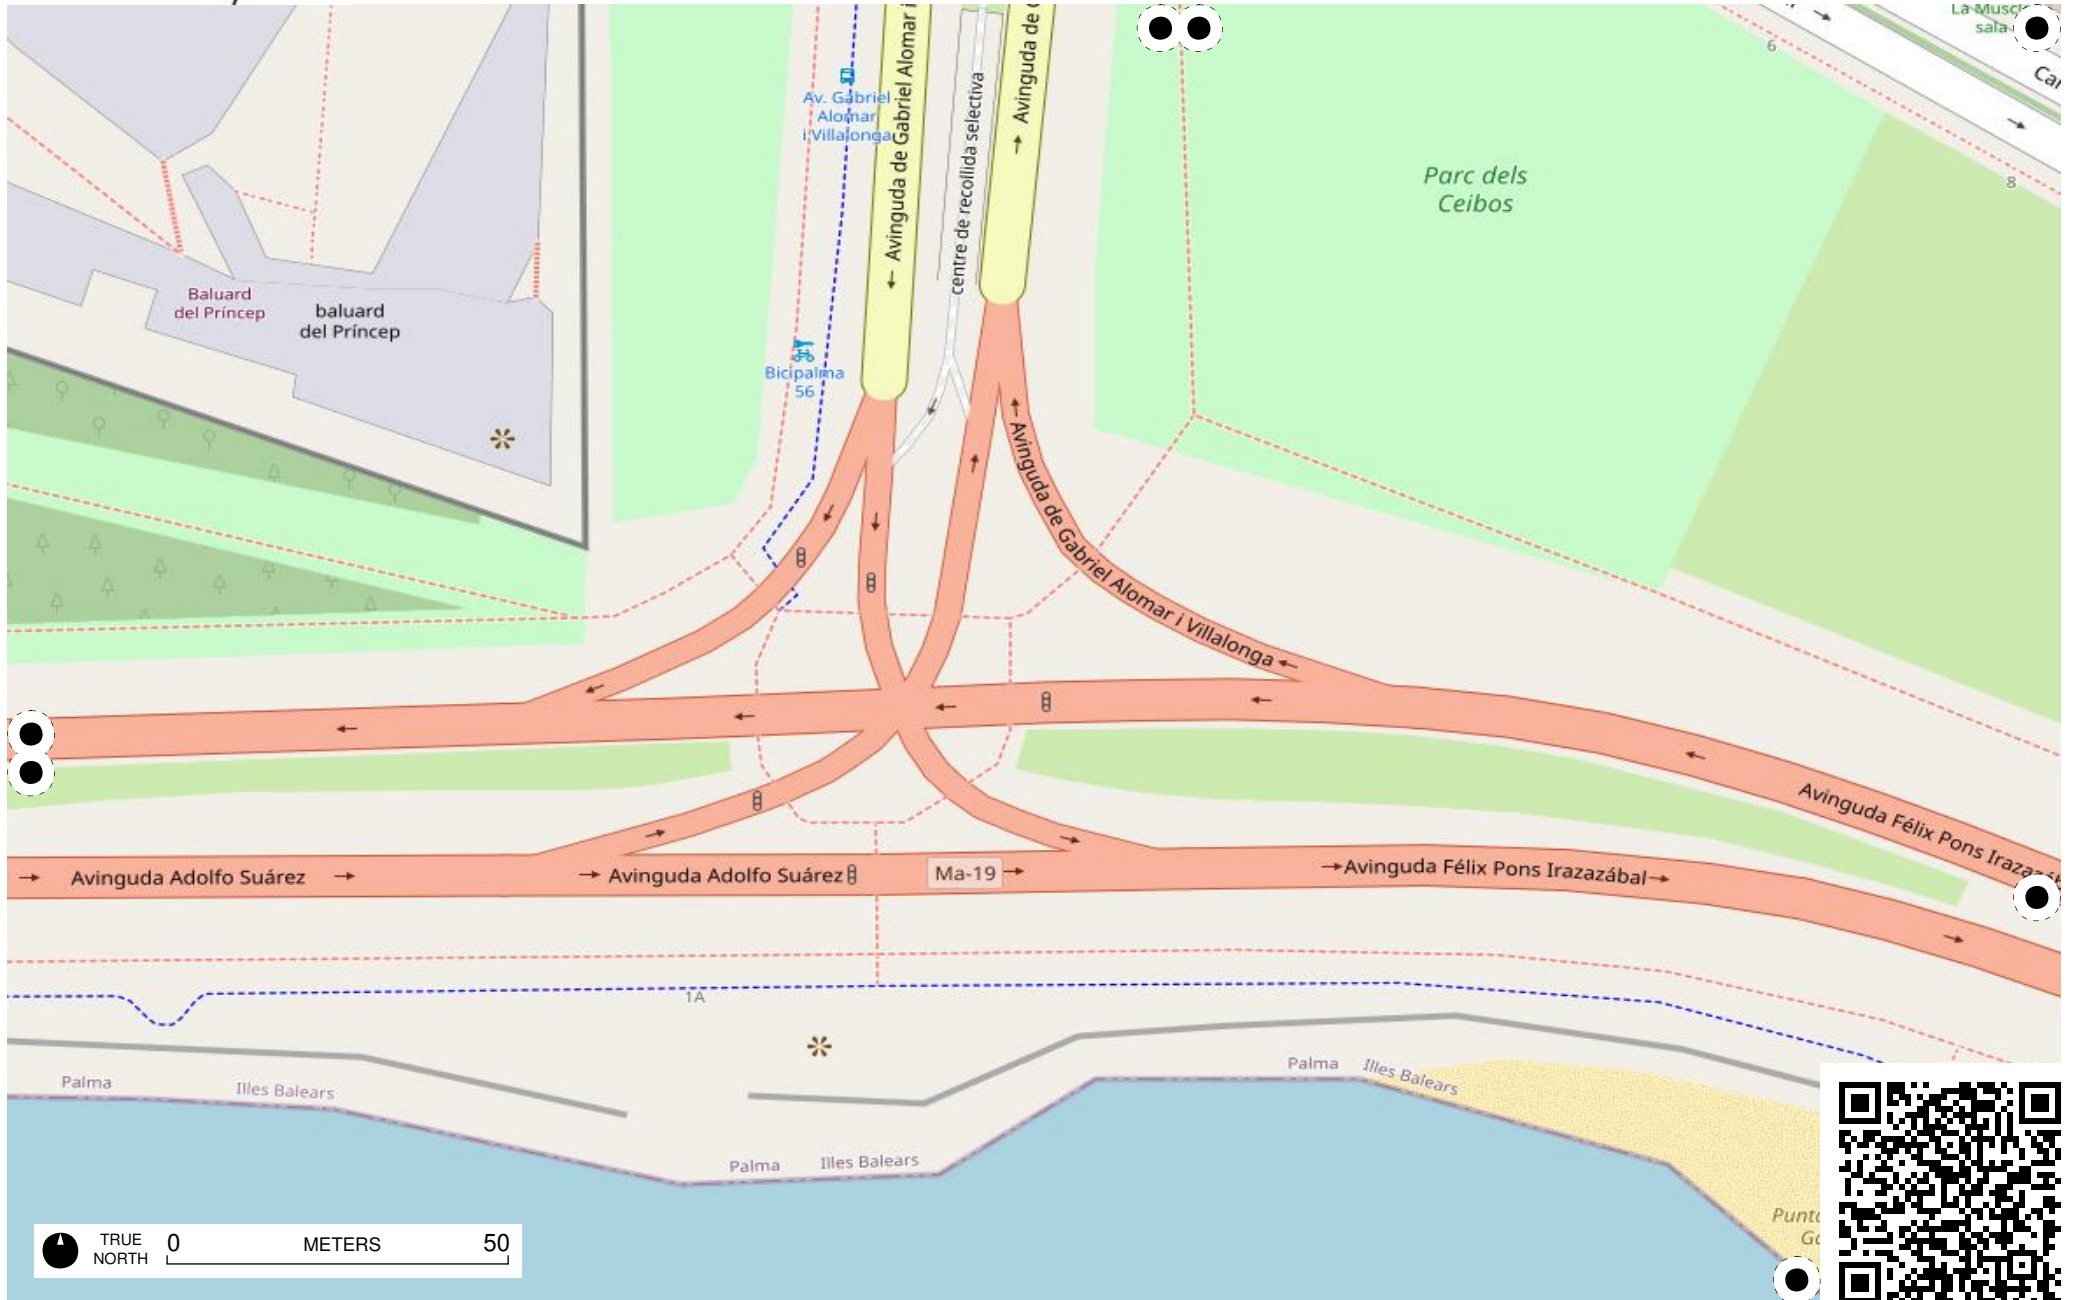 La
sala
6
8
Av. Gabriel
Alomar
i Villalonga
Avinguda de Gabriel Alomar i
centre de recollida selectiva
Avinguda de
Parc dels
Ceibos
Baluard
del Príncep
baluard
del Príncep
Bicipalma
56
Avinguda de Gabriel Alomar i Villalonga
Avinguda Félix Pons
Avinguda Adolfo Suárez
Avinguda Adolfo Suárez
Ma-19
Avinguda Félix Pons Irazazábal
1A
Palma
Illes Balears
Palma
Illes Balears
Palma
Illes Balears
TRUE
NORTH
0
METERS
50